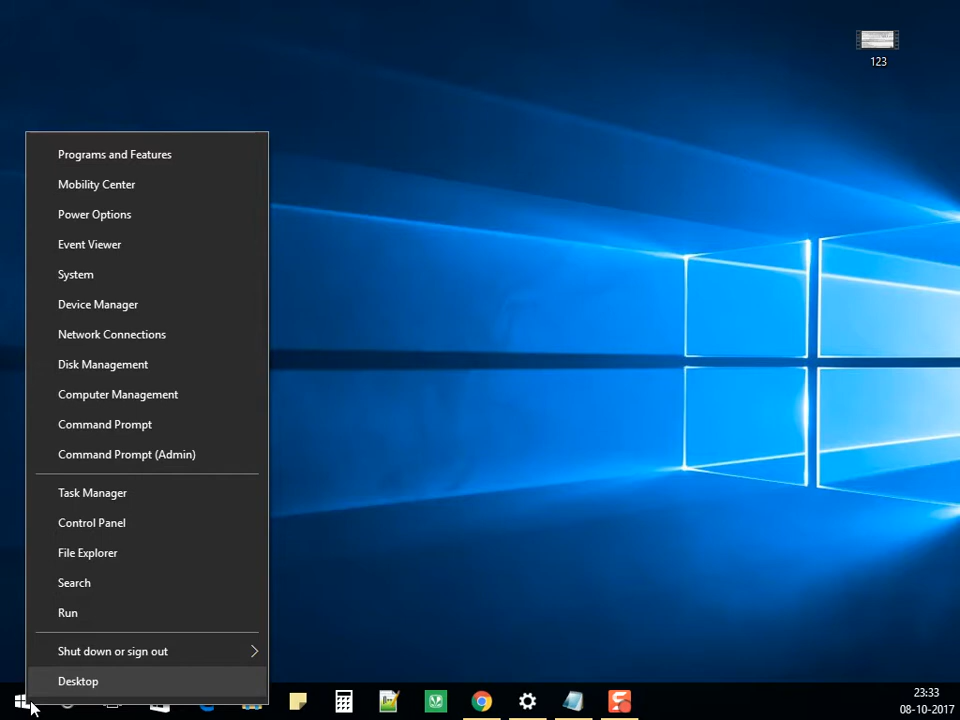 123
Programs and Features
Mobility Center
Power Options
Event Viewer
System
Device Manager
Network Connections
Disk Management
Computer Management
Command Prompt
Command Prompt (Admin)
Task Manager
Control Panel
File Explorer
Search
Run
Shut down or sign out
Desktop
23:33
08-10-2017